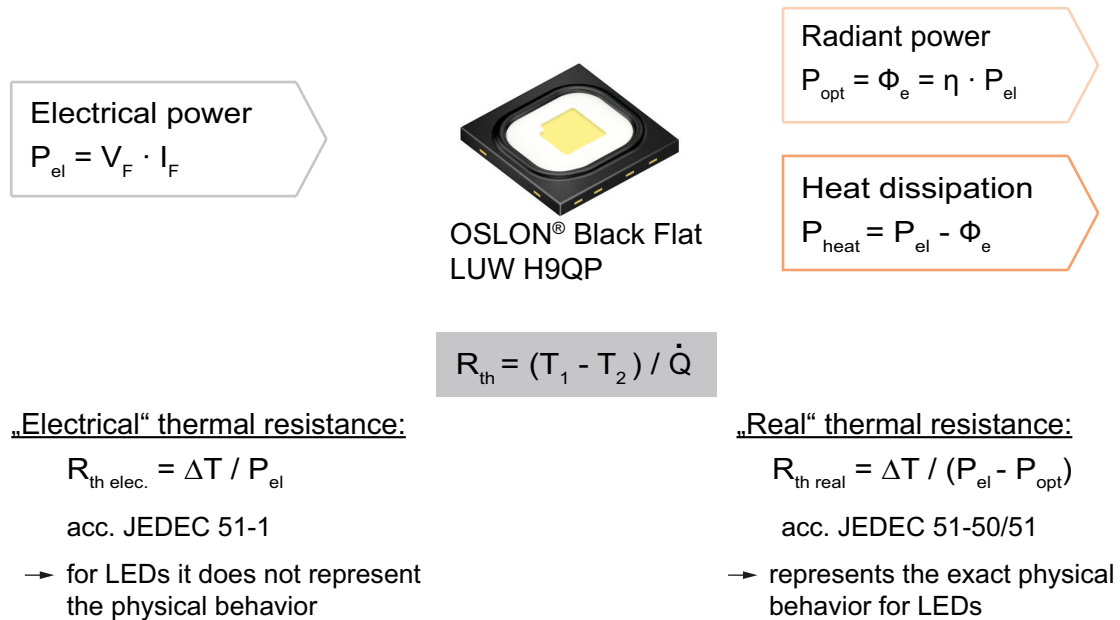 Electrical power
P_el = V_F · I_F
OSLON® Black Flat
LUW H9QP
Radiant power
P_opt = Φ_e = η · P_el
Heat dissipation
P_heat = P_el - Φ_e
R_th = (T_1 - T_2) / Q̇
„Electrical“ thermal resistance:
R_th elec. = ∆T / P_el
acc. JEDEC 51-1
→ for LEDs it does not represent
the physical behavior
„Real“ thermal resistance:
R_th real = ∆T / (P_el - P_opt)
acc. JEDEC 51-50/51
→ represents the exact physical
behavior for LEDs